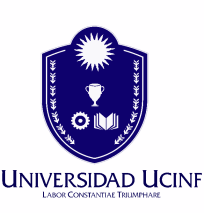 UNIVERSIDAD UCINF
LABOR CONSTANTIAE TRIUMPHARE